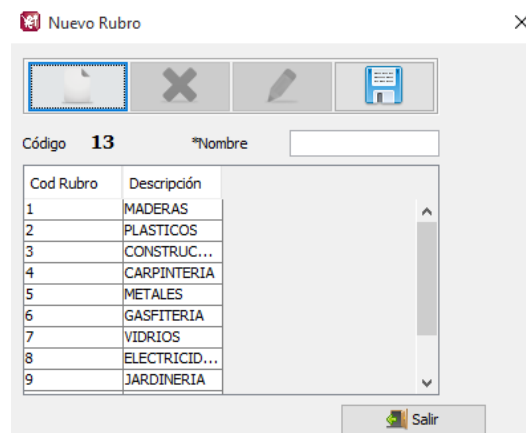 Nuevo Rubro
Código 13 *Nombre
Cod Rubro Descripción
1 MADERAS
2 PLASTICOS
3 CONSTRUC...
4 CARPINTERIA
5 METALES
6 GASFITERIA
7 VIDRIOS
8 ELECTRICID...
9 JARDINERIA
Salir